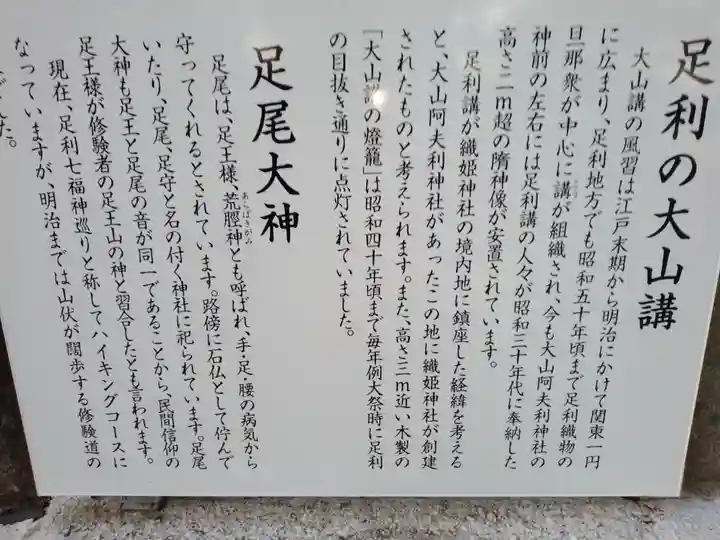 足利の大山講
大山講の風習は江戸末期から明治にかけて関東一円
に広まり、足利地方でも昭和五十年頃まで足利織物の
旦那衆が中心に講が組織され、今も大山阿夫利神社の
神前の左右には足利講の人々が昭和三十年代に奉納した
高さ二m超の隋神像が安置されています。
足利講が織姫神社の境内地に鎮座した経緯を考える
と、大山阿夫利神社があったこの地に織姫神社が創建
されたものと考えられます。また、高さ三m近い木製の
「大山講の燈籠」は昭和四十年頃まで毎年例大祭時に足利
の目抜き通りに点灯されていました。
足尾大神
足尾は、足王様、荒脛神とも呼ばれ、手・足・腰の病気から
あらはばきがみ
守ってくれるとされています。路傍に石仏として佇んで
いたり、足尾、足守と名の付く神社に祀られています。足尾
大神も足王と足尾の音が同一であることから、民間信仰の
足王様が修験者の足王山の神と習合したとも言われます。
現在、足利七福神巡りと称してハイキングコースに
なっていますが、明治までは山伏が闊歩する修験道の